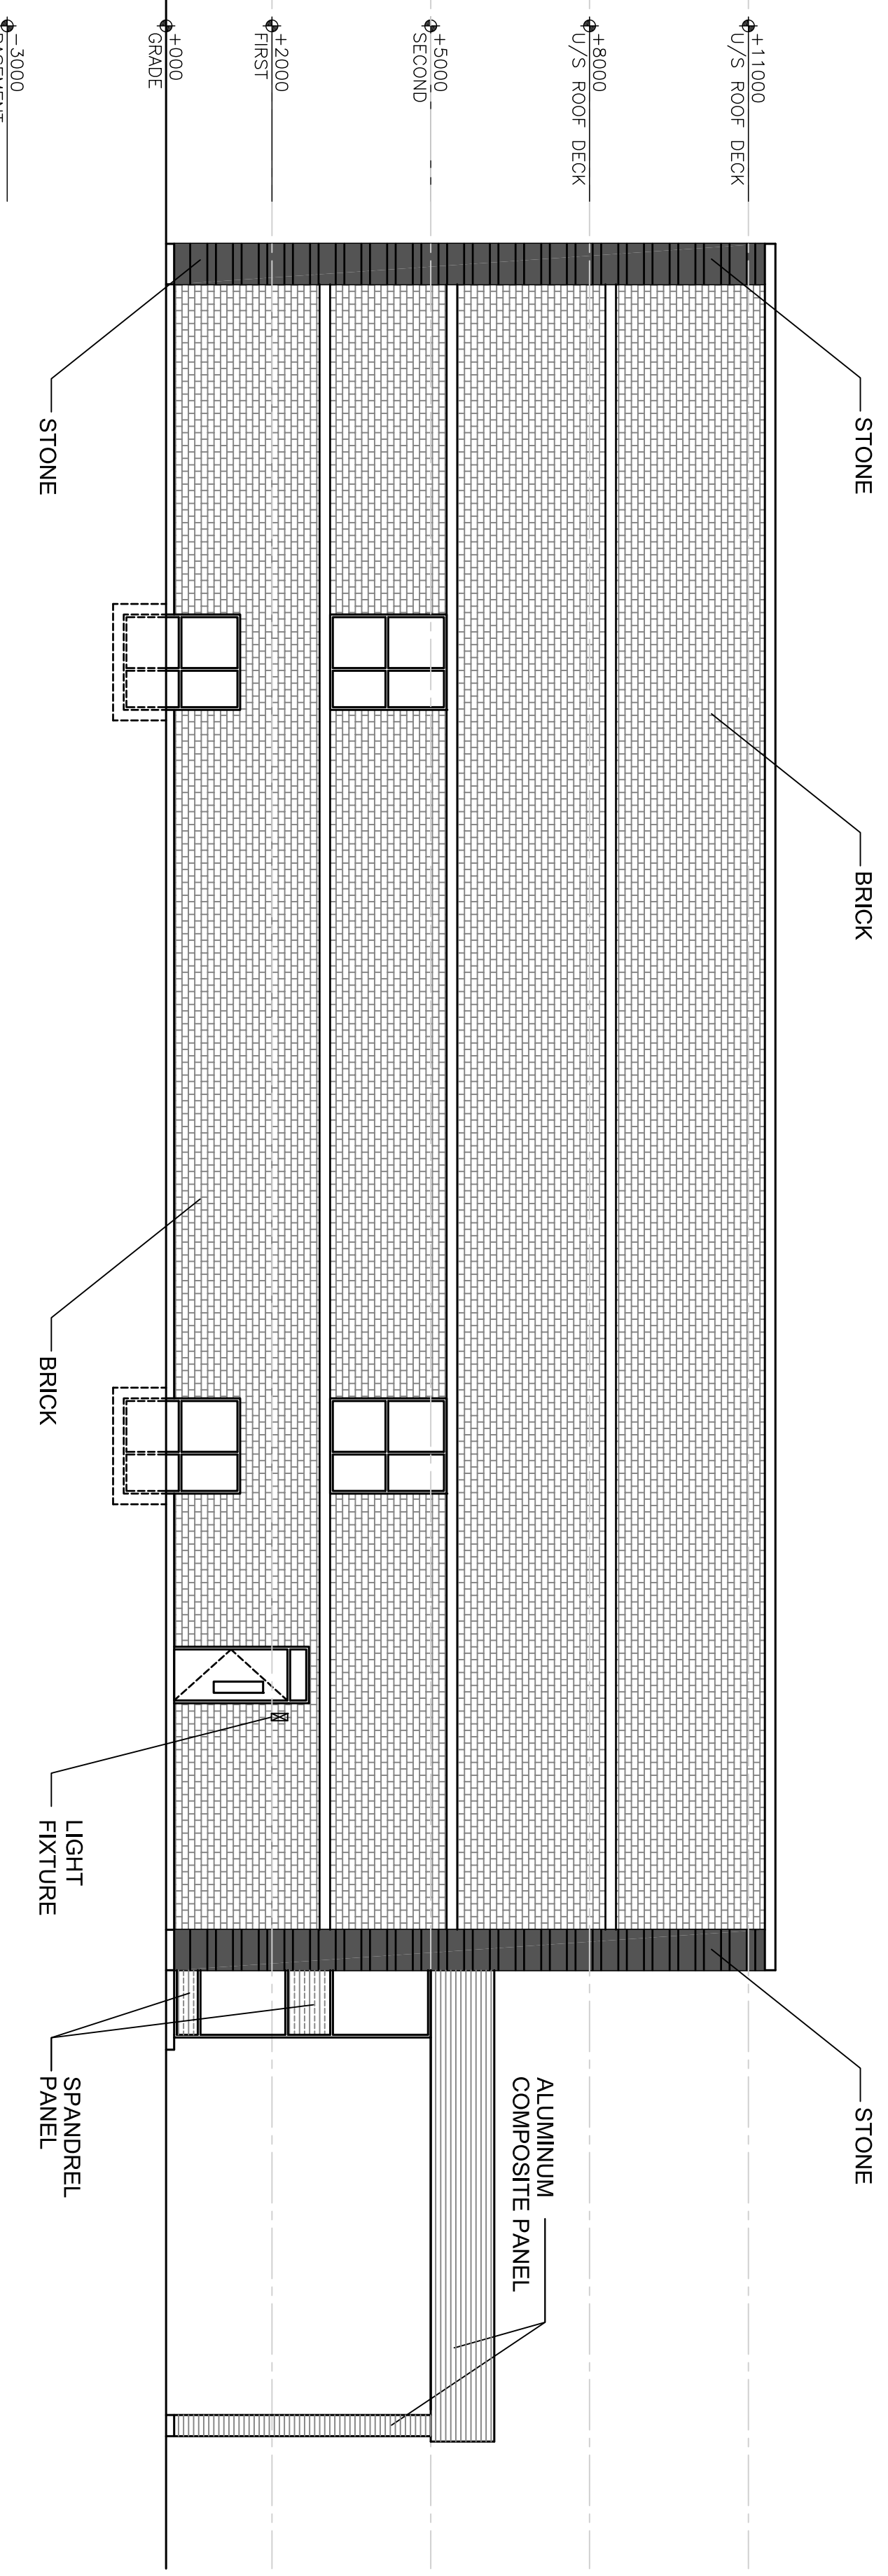 +11000
U/S ROOF DECK
+8000
U/S ROOF DECK
+5000
SECOND
+2000
FIRST
+000
GRADE
-3000
BASEMENT
STONE
BRICK
STONE
STONE
BRICK
LIGHT
FIXTURE
SPANDREL
PANEL
ALUMINUM
COMPOSITE PANEL